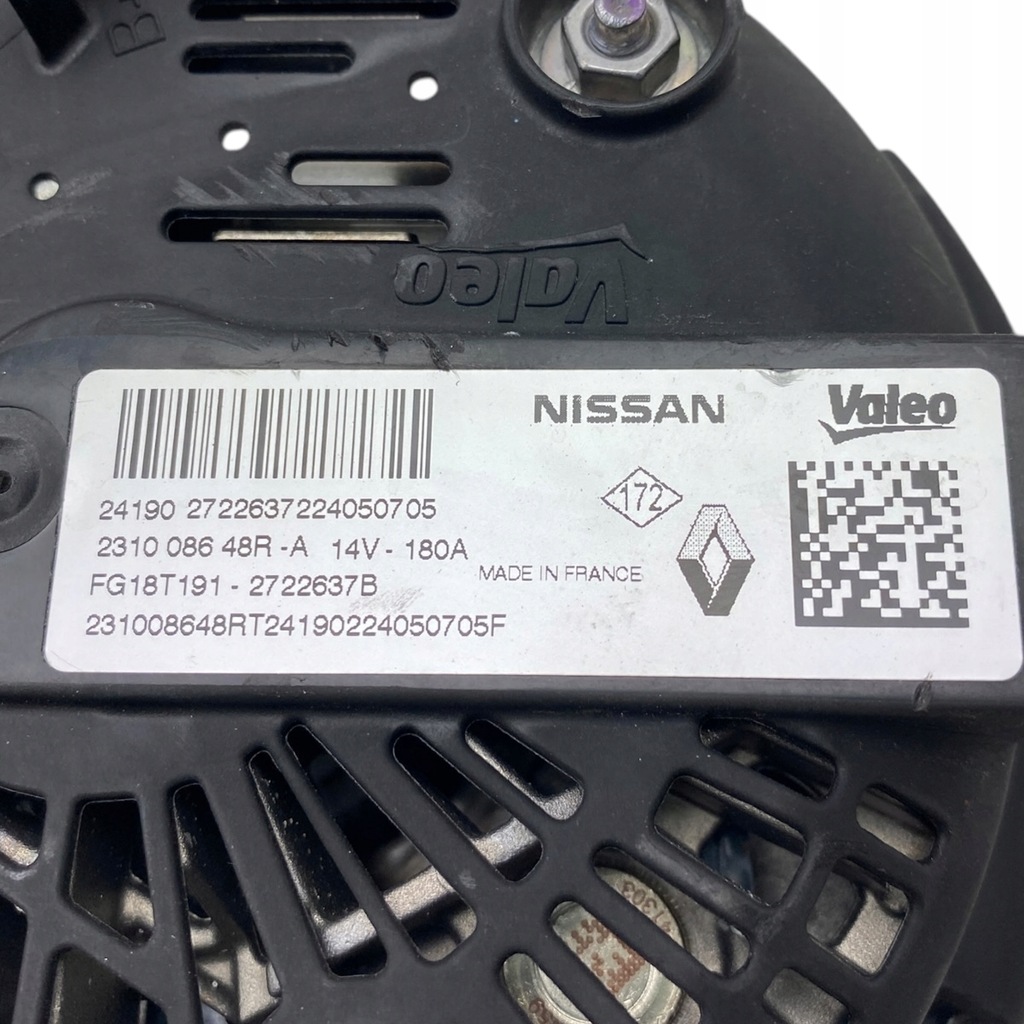 B+
Valeo
NISSAN
Valeo
172
24190 2722637224050705
2310 086 48R -A 14V - 180A
FG18T191 - 2722637B
MADE IN FRANCE
231008648RT24190224050705F